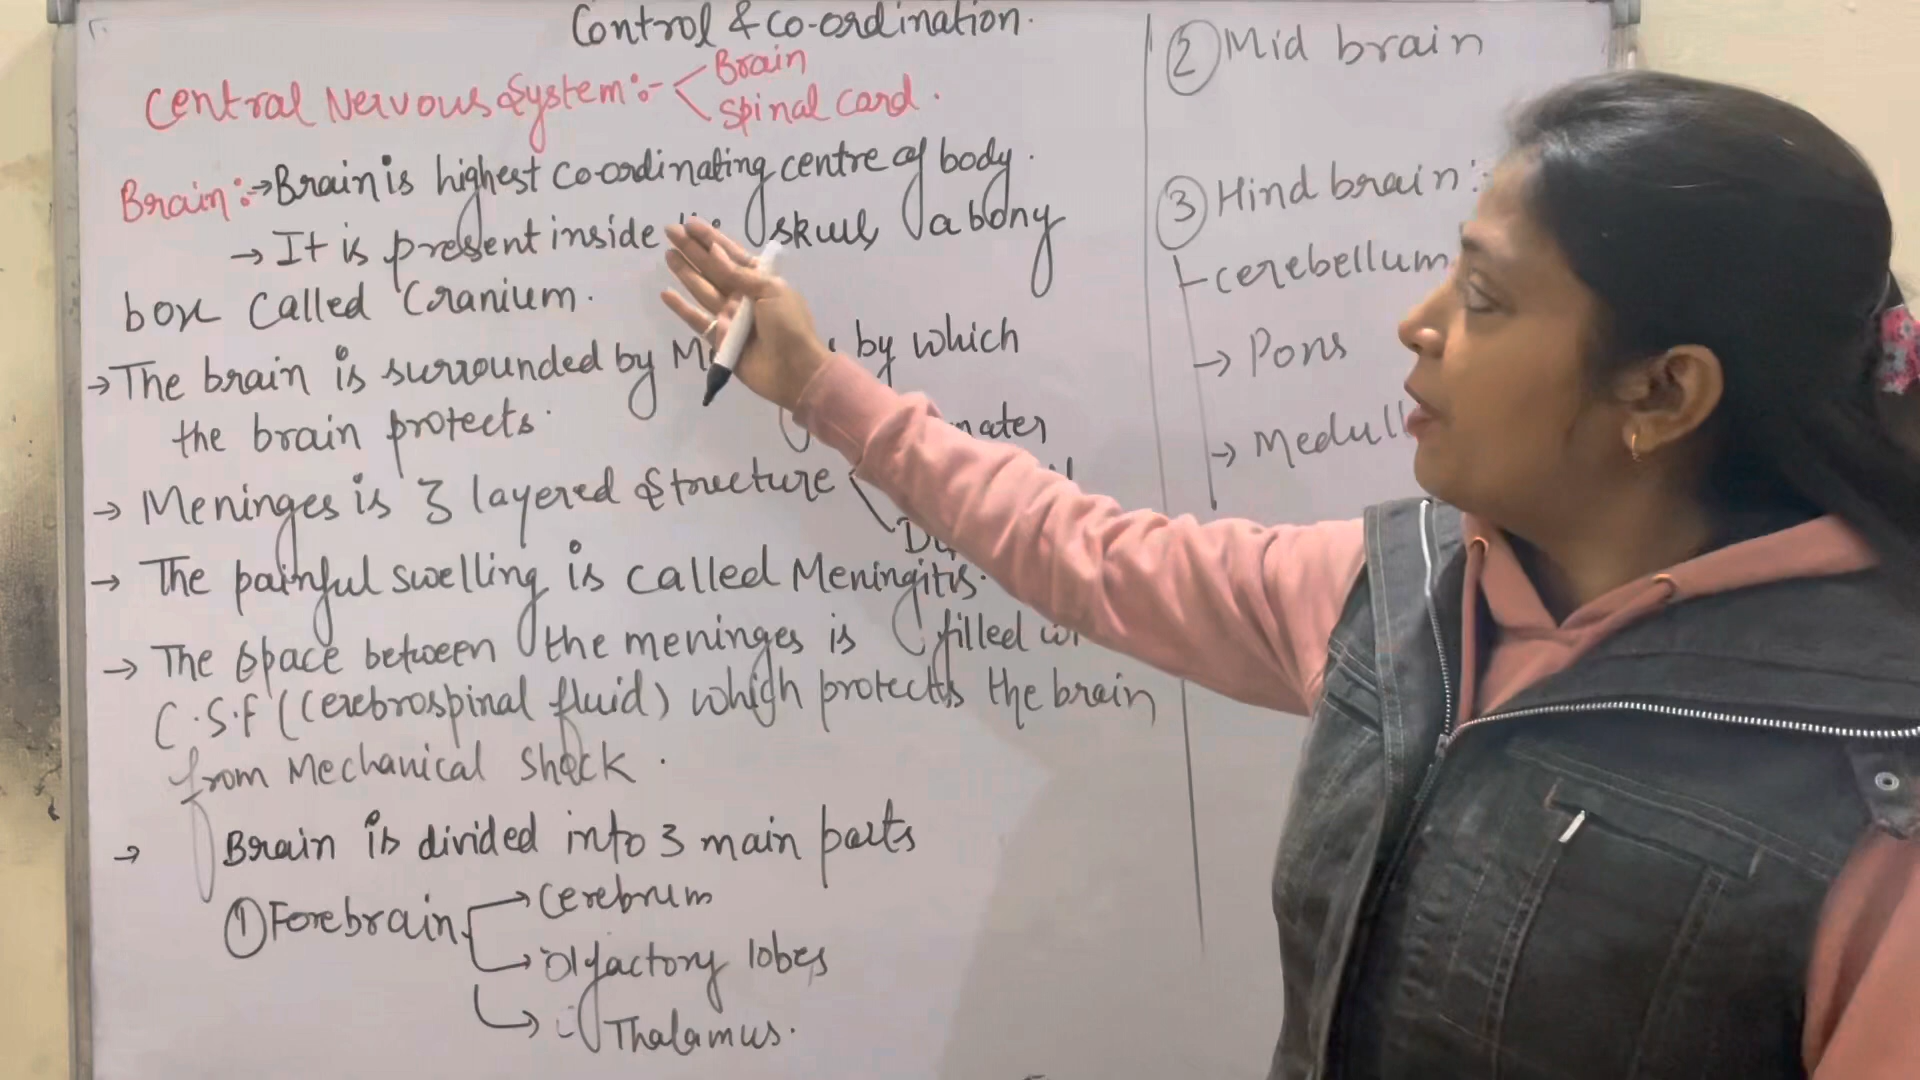 Control & Co-ordination.
Central Nervous System:- Brain
Spinal Card.
Brain:→ Brain is highest co-ordinating centre of body.
→ It is present inside skull, a bony
box called Cranium.
→ The brain is surrounded by by which
the brain protects.
mater
→ Meninges is 3 layered structure
→ The painful swelling is called Meningitis.
→ The space between the meninges is filled
C.S.F (Cerebrospinal fluid) which protects the brain
from Mechanical Shock.
→ Brain is divided into 3 main parts
① Forebrain → Cerebrum
→ Olfactory lobes
→ Thalamus.
② Mid brain
③ Hind brain:-
cerebellum
→ Pons
→ Medull